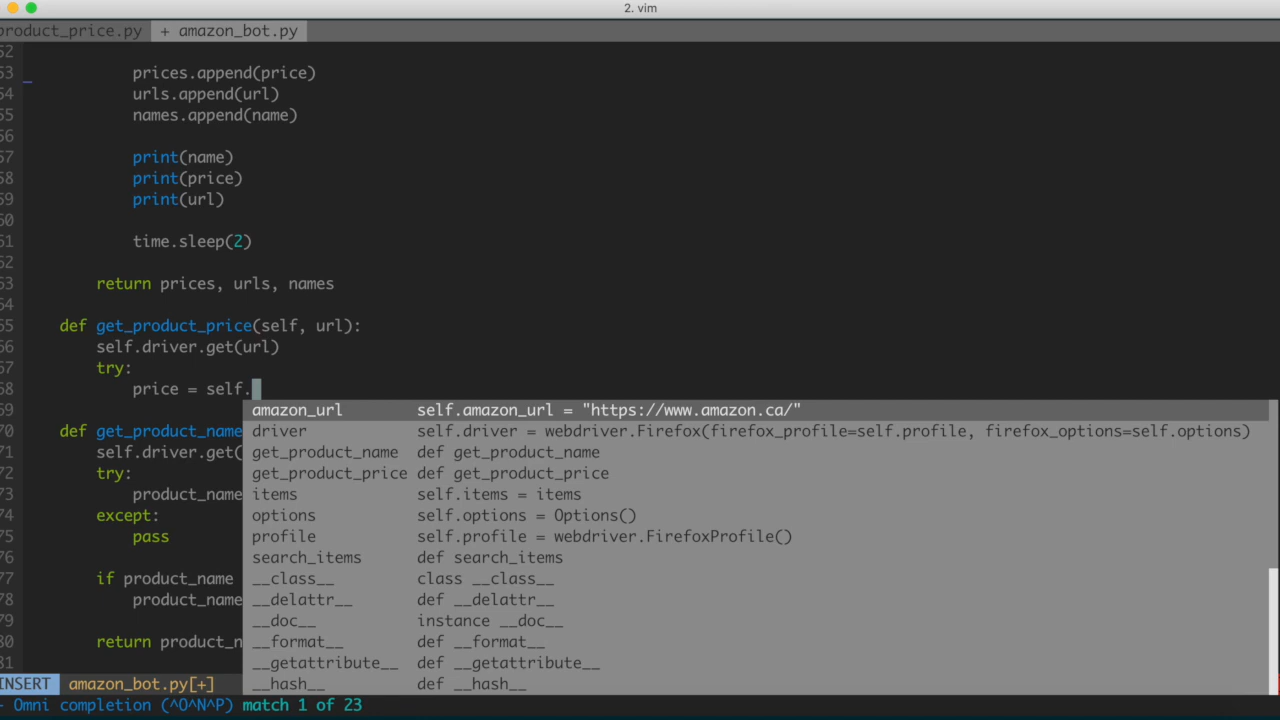 2. vim
product_price.py + amazon_bot.py
52
53 prices.append(price)
54 urls.append(url)
55 names.append(name)
56
57 print(name)
58 print(price)
59 print(url)
60
61 time.sleep(2)
62
63 return prices, urls, names
64
65 def get_product_price(self, url):
66 self.driver.get(url)
67 try:
68 price = self.
69 amazon_url self.amazon_url = "https://www.amazon.ca/"
70 def get_product_name driver self.driver = webdriver.Firefox(firefox_profile=self.profile, firefox_options=self.options)
71 self.driver.get( get_product_name def get_product_name
72 try: get_product_price def get_product_price
73 product_name items self.items = items
74 except: options self.options = Options()
75 pass profile self.profile = webdriver.FirefoxProfile()
76 search_items def search_items
77 if product_name __class__ class __class__
78 product_name __delattr__ def __delattr__
79 __doc__ instance __doc__
80 return product_n __format__ def __format__
81 __getattribute__ def __getattribute__
INSERT amazon_bot.py[+] __hash__ def __hash__
- Omni completion (^O^N^P) match 1 of 23